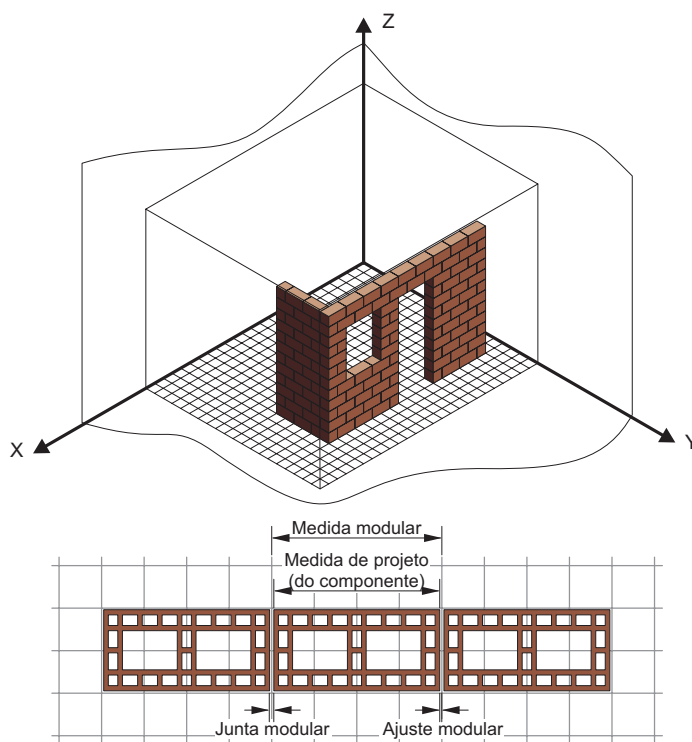 Z
X
Y
Medida modular
Medida de projeto
(do componente)
Junta modular
Ajuste modular